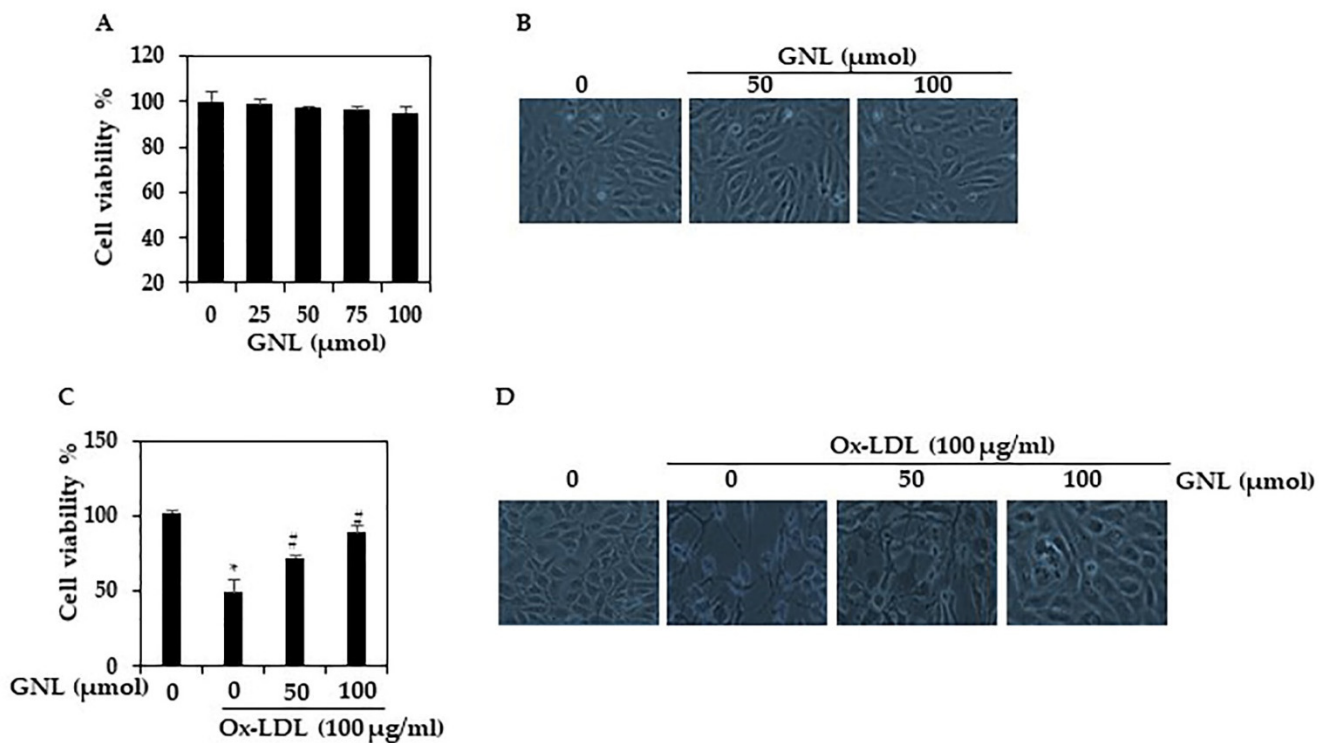 A
120
100
80
60
40
20
Cell viability %
0 25 50 75 100
GNL (µmol)
B
GNL (µmol)
0 50 100
C
150
100
50
0
Cell viability %
*
#
#
GNL (µmol) 0 0 50 100
Ox-LDL (100 µg/ml)
D
Ox-LDL (100 µg/ml)
0 0 50 100 GNL (µmol)